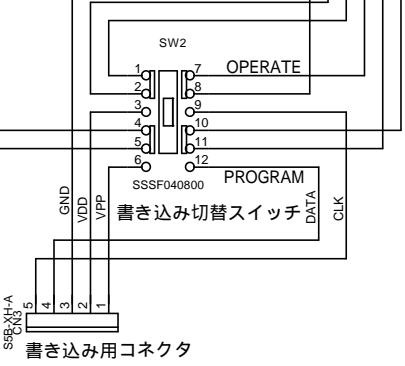 SW2
1
7
OPERATE
2
8
3
9
4
10
5
11
6
12
SSSF040800
PROGRAM
GND
VDD
VPP
書き込み切替スイッチ
DATA
CLK
S5B-XH-A
CN3
5
4
3
2
1
書き込み用コネクタ